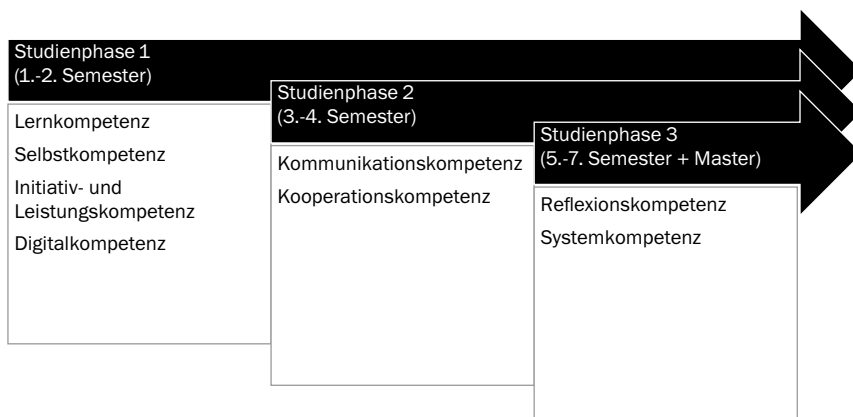 Studienphase 1
(1.-2. Semester)
Lernkompetenz
Selbstkompetenz
Initiativ- und
Leistungskompetenz
Digitalkompetenz
Studienphase 2
(3.-4. Semester)
Kommunikationskompetenz
Kooperationskompetenz
Studienphase 3
(5.-7. Semester + Master)
Reflexionskompetenz
Systemkompetenz